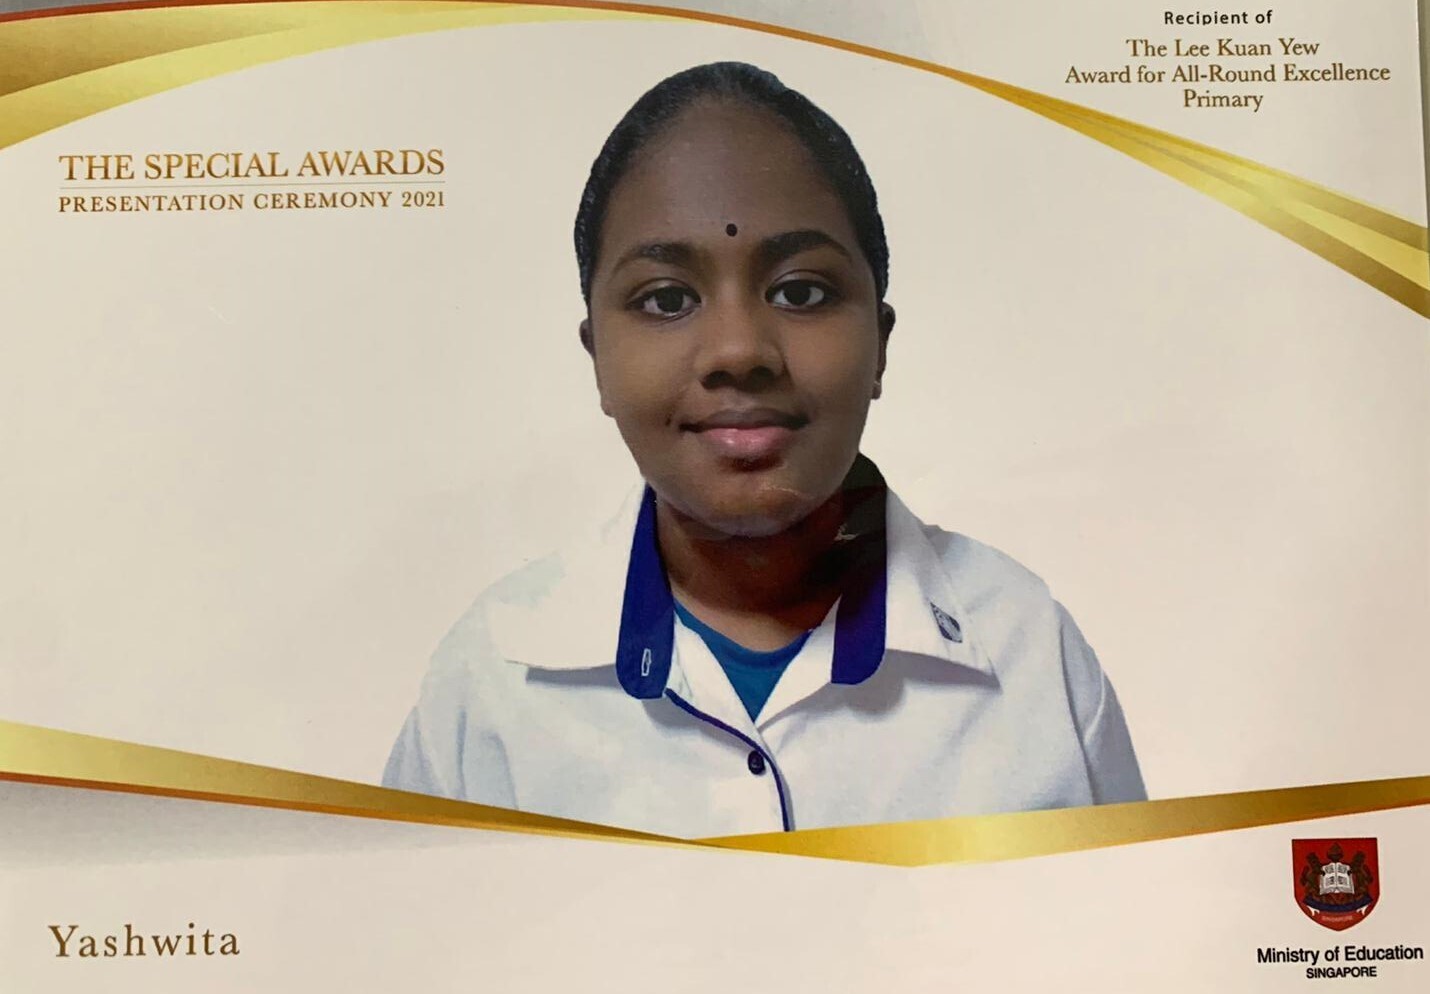 Recipient of
The Lee Kuan Yew
Award for All-Round Excellence
Primary
THE SPECIAL AWARDS
PRESENTATION CEREMONY 2021
Yashwita
Ministry of Education
SINGAPORE